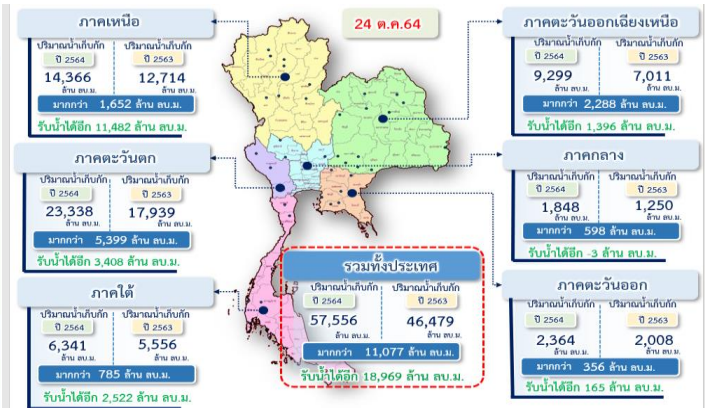 24 ต.ค.64
ภาคเหนือ
ปริมาณน้ำเก็บกัก ปริมาณน้ำเก็บกัก
ปี 2564 ปี 2563
14,366 12,714
ล้าน ลบ.ม. ล้าน ลบ.ม.
มากกว่า 1,652 ล้าน ลบ.ม.
รับน้ำได้อีก 11,482 ล้าน ลบ.ม.
ภาคตะวันออกเฉียงเหนือ
ปริมาณน้ำเก็บกัก ปริมาณน้ำเก็บกัก
ปี 2564 ปี 2563
9,299 7,011
ล้าน ลบ.ม. ล้าน ลบ.ม.
มากกว่า 2,288 ล้าน ลบ.ม.
รับน้ำได้อีก 1,396 ล้าน ลบ.ม.
ภาคตะวันตก
ปริมาณน้ำเก็บกัก ปริมาณน้ำเก็บกัก
ปี 2564 ปี 2563
23,338 17,939
ล้าน ลบ.ม. ล้าน ลบ.ม.
มากกว่า 5,399 ล้าน ลบ.ม.
รับน้ำได้อีก 3,408 ล้าน ลบ.ม.
ภาคกลาง
ปริมาณน้ำเก็บกัก ปริมาณน้ำเก็บกัก
ปี 2564 ปี 2563
1,848 1,250
ล้าน ลบ.ม. ล้าน ลบ.ม.
มากกว่า 598 ล้าน ลบ.ม.
รับน้ำได้อีก -3 ล้าน ลบ.ม.
ภาคใต้
ปริมาณน้ำเก็บกัก ปริมาณน้ำเก็บกัก
ปี 2564 ปี 2563
6,341 5,556
ล้าน ลบ.ม. ล้าน ลบ.ม.
มากกว่า 785 ล้าน ลบ.ม.
รับน้ำได้อีก 2,522 ล้าน ลบ.ม.
รวมทั้งประเทศ
ปริมาณน้ำเก็บกัก ปริมาณน้ำเก็บกัก
ปี 2564 ปี 2563
57,556 46,479
ล้าน ลบ.ม. ล้าน ลบ.ม.
มากกว่า 11,077 ล้าน ลบ.ม.
รับน้ำได้อีก 18,969 ล้าน ลบ.ม.
ภาคตะวันออก
ปริมาณน้ำเก็บกัก ปริมาณน้ำเก็บกัก
ปี 2564 ปี 2563
2,364 2,008
ล้าน ลบ.ม. ล้าน ลบ.ม.
มากกว่า 356 ล้าน ลบ.ม.
รับน้ำได้อีก 165 ล้าน ลบ.ม.